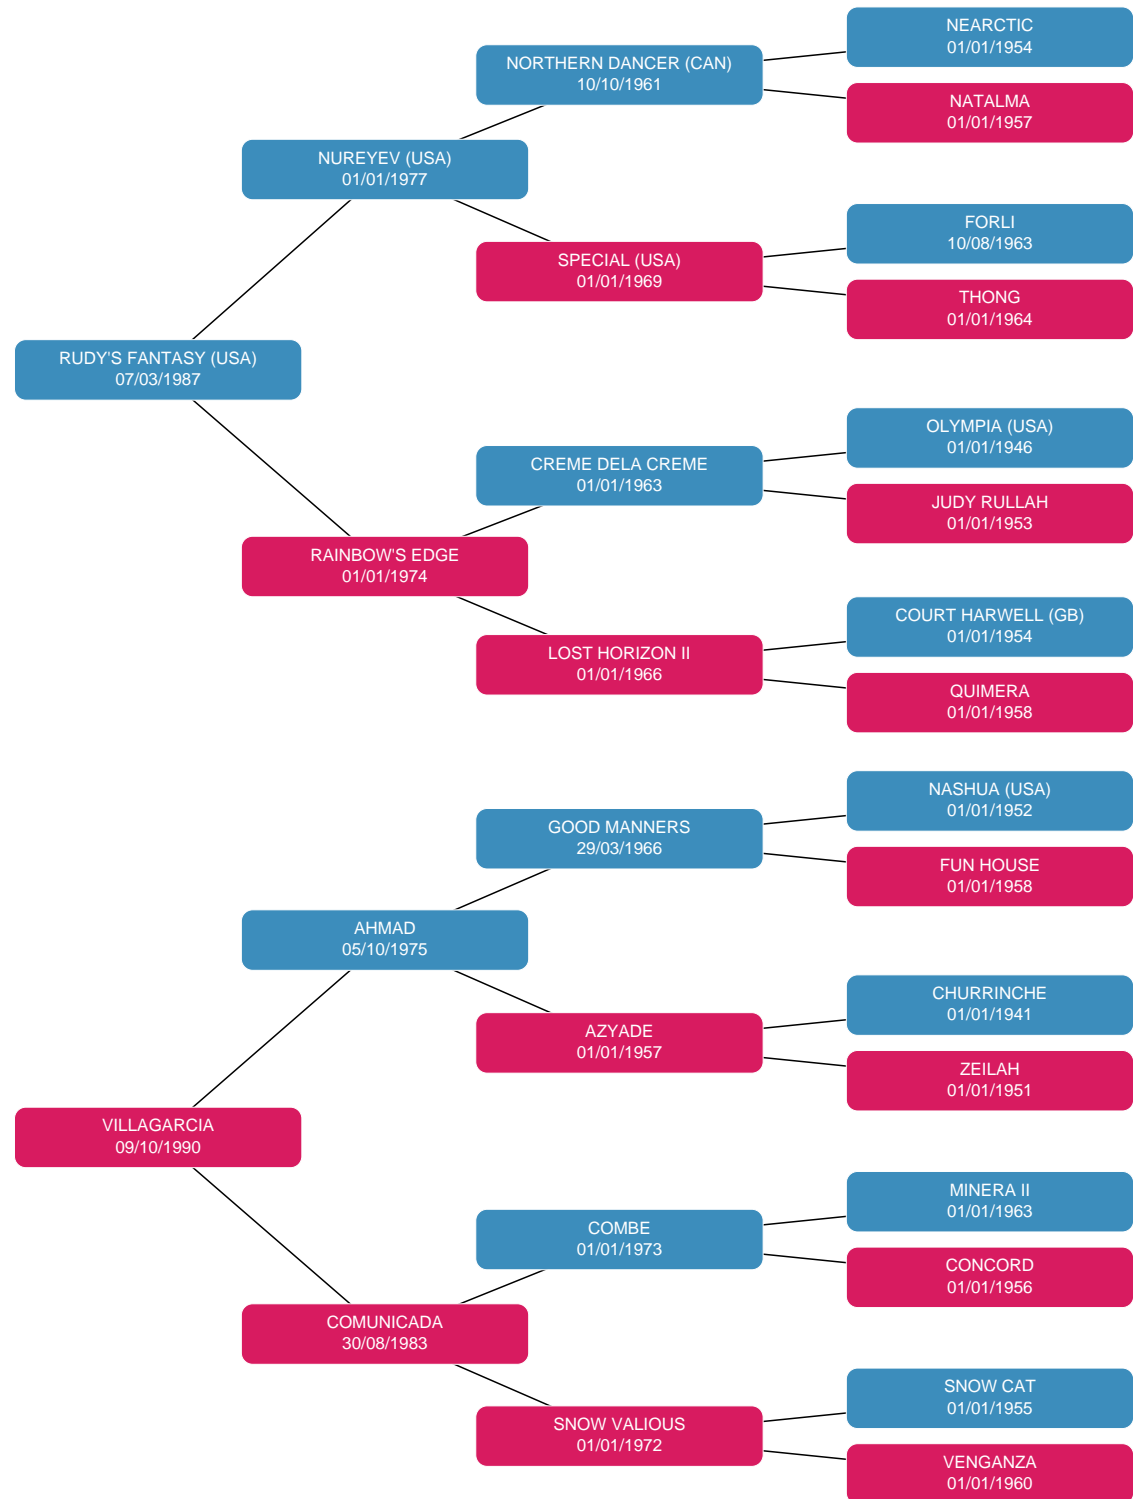 NEARCTIC
01/01/1954
NORTHERN DANCER (CAN)
10/10/1961
NATALMA
01/01/1957
NUREYEV (USA)
01/01/1977
FORLI
10/08/1963
SPECIAL (USA)
01/01/1969
THONG
01/01/1964
RUDY'S FANTASY (USA)
07/03/1987
OLYMPIA (USA)
01/01/1946
CREME DELA CREME
01/01/1963
JUDY RULLAH
01/01/1953
RAINBOW'S EDGE
01/01/1974
COURT HARWELL (GB)
01/01/1954
LOST HORIZON II
01/01/1966
QUIMERA
01/01/1958
NASHUA (USA)
01/01/1952
GOOD MANNERS
29/03/1966
FUN HOUSE
01/01/1958
AHMAD
05/10/1975
CHURRINCHE
01/01/1941
AZYADE
01/01/1957
ZEILAH
01/01/1951
VILLAGARCIA
09/10/1990
MINERA II
01/01/1963
COMBE
01/01/1973
CONCORD
01/01/1956
COMUNICADA
30/08/1983
SNOW CAT
01/01/1955
SNOW VALIOUS
01/01/1972
VENGANZA
01/01/1960